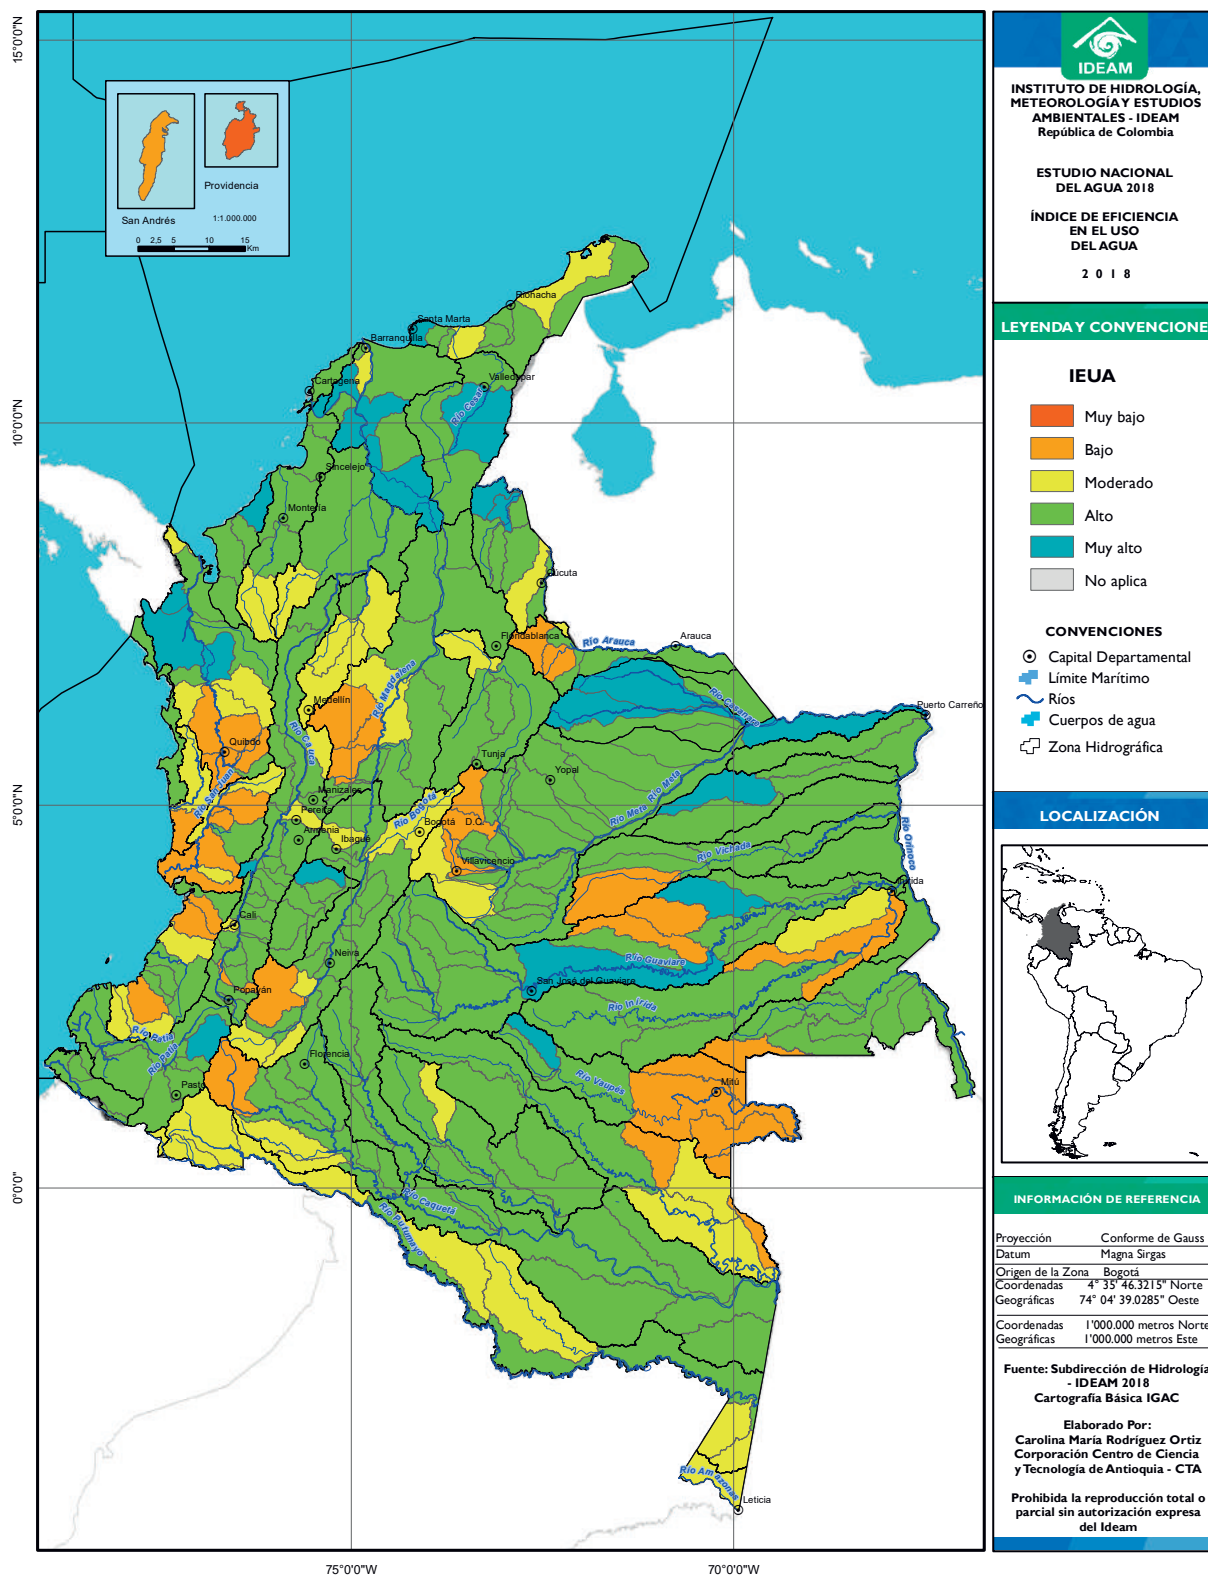 15°0'0"N
10°0'0"N
5°0'0"N
0°0'0"
75°0'0"W
70°0'0"W
San Andrés
Providencia
1:1.000.000
0 2,5 5 10 15
Km
Riohacha
Santa Marta
Barranquilla
Cartagena
Valledupar
Río Cesar
Sincelejo
Montería
Cúcuta
Floridablanca
Río Arauca
Arauca
Río Magdalena
Río Casanare
Puerto Carreño
Medellín
Río Cauca
Quibdó
Río San Juan
Tunja
Yopal
Río Meta
Río Meta
Manizales
Pereira
Armenia
Ibagué
Río Bogotá
Bogotá D.C.
Villavicencio
Río Vichada
Río Orinoco
Inírida
Cali
Neiva
Río Guaviare
San José del Guaviare
Río Inírida
Popayán
Río Patía
Río Patía
Florencia
Pasto
Río Vaupés
Mitú
Río Caquetá
Río Putumayo
Río Amazonas
Leticia
IDEAM
INSTITUTO DE HIDROLOGÍA,
METEOROLOGÍA Y ESTUDIOS
AMBIENTALES - IDEAM
República de Colombia
ESTUDIO NACIONAL
DEL AGUA 2018
ÍNDICE DE EFICIENCIA
EN EL USO
DEL AGUA
2 0 1 8
LEYENDA Y CONVENCIONE
IEUA
Muy bajo
Bajo
Moderado
Alto
Muy alto
No aplica
CONVENCIONES
Capital Departamental
Límite Marítimo
Ríos
Cuerpos de agua
Zona Hidrográfica
LOCALIZACIÓN
INFORMACIÓN DE REFERENCIA
Proyección Conforme de Gauss
Datum Magna Sirgas
Origen de la Zona Bogotá
Coordenadas 4° 35' 46.3215" Norte
Geográficas 74° 04' 39.0285" Oeste
Coordenadas 1'000.000 metros Norte
Geográficas 1'000.000 metros Este
Fuente: Subdirección de Hidrología
- IDEAM 2018
Cartografía Básica IGAC
Elaborado Por:
Carolina María Rodríguez Ortiz
Corporación Centro de Ciencia
y Tecnología de Antioquia - CTA
Prohibida la reproducción total o
parcial sin autorización expresa
del Ideam